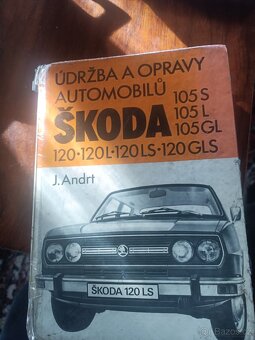 ÚDRŽBA A OPRAVY
AUTOMOBILŮ
ŠKODA
105 S
105 L
105 GL
120·120 L·120 LS·120 GLS
J. Andrt
ŠKODA 120 LS